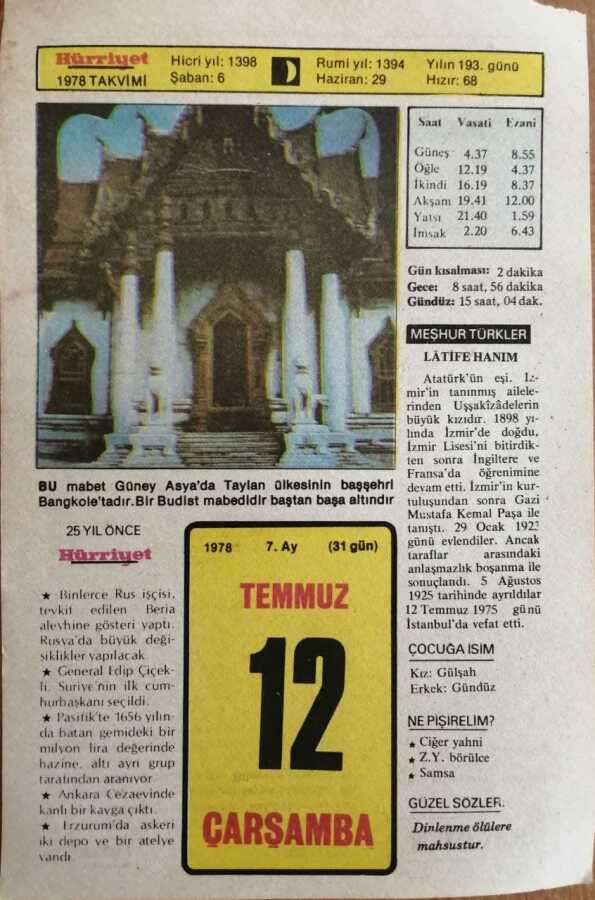 Hürriyet
1978 TAKVİMİ
Hicri yıl: 1398
Şaban: 6
Rumi yıl: 1394
Haziran: 29
Yılın 193. günü
Hızır: 68
Saat Vasati Ezani
Güneş 4.37 8.55
Öğle 12.19 4.37
İkindi 16.19 8.37
Akşam 19.41 12.00
Yatsı 21.40 1.59
İmsak 2.20 6.43
Gün kısalması: 2 dakika
Gece: 8 saat, 56 dakika
Gündüz: 15 saat, 04 dak.
BU mabet Güney Asya'da Taylan ülkesinin başşehri
Bangkole'tadır.Bir Budist mabedidir baştan başa altındır
MEŞHUR TÜRKLER
LÂTİFE HANIM
Atatürk'ün eşi. İz-
mir'in tanınmış ailele-
rinden Uşşakîzâdelerin
büyük kızıdır. 1898 yı-
lında İzmir'de doğdu,
İzmir Lisesi'ni bitirdik-
ten sonra İngiltere ve
Fransa'da öğrenimine
devam etti. İzmir'in kur-
tuluşundan sonra Gazi
Mustafa Kemal Paşa ile
tanıştı. 29 Ocak 1923
günü evlendiler. Ancak
taraflar arasındaki
anlaşmazlık boşanma ile
sonuçlandı. 5 Ağustos
1925 tarihinde ayrıldılar
12 Temmuz 1975 günü
İstanbul'da vefat etti.
25 YIL ÖNCE
Hürriyet
★ Binlerce Rus işçisi,
tevkif edilen Beria
aleyhine gösteri yaptı.
Rusya'da büyük deği-
şiklikler yapılacak.
★ General Edip Çiçek-
li, Suriye'nin ilk cum-
hurbaşkanı seçildi.
★ Pasifik'te 1656 yılın-
da batan gemideki bir
milyon lira değerinde
hazine, altı ayrı grup
tarafından aranıyor.
★ Ankara Cezaevinde
kanlı bir kavga çıktı.
★ Erzurum'da askeri
iki depo ve bir atelye
yandı.
1978 7. Ay (31 gün)
TEMMUZ
12
ÇARŞAMBA
ÇOCUĞA İSIM
Kız: Gülşah
Erkek: Gündüz
NE PİŞİRELİM?
★ Ciğer yahni
★ Z.Y. börülce
★ Samsa
GÜZEL SÖZLER.
Dinlenme ölülere
mahsustur.